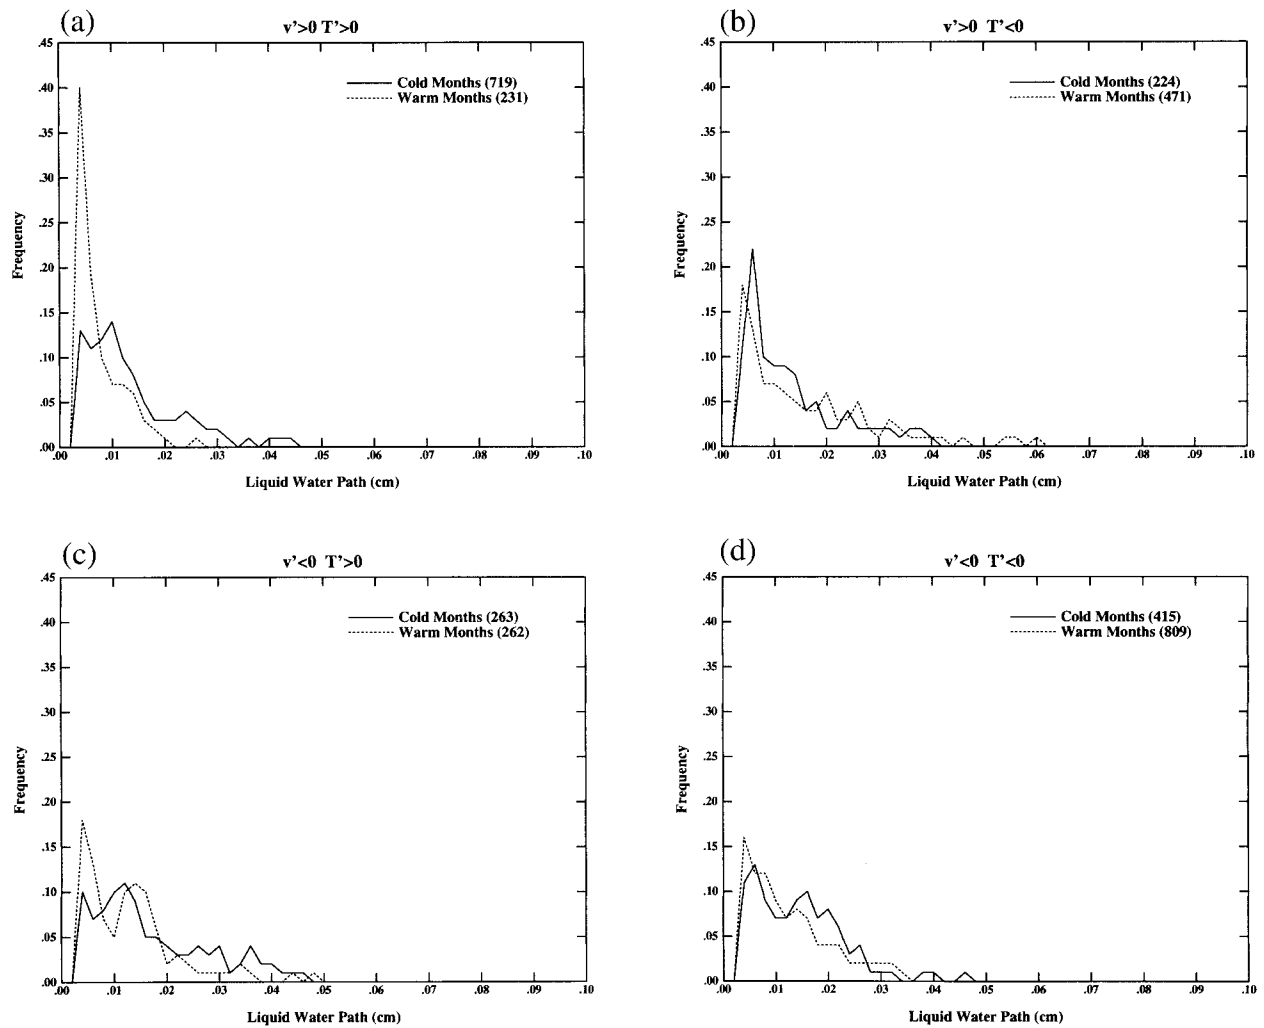 (a)
v'>0 T'>0
.45
.40
.35
.30
.25
.20
.15
.10
.05
.00
Frequency
Cold Months (719)
Warm Months (231)
.00 .01 .02 .03 .04 .05 .06 .07 .08 .09 .10
Liquid Water Path (cm)
(b)
v'>0 T'<0
.45
.40
.35
.30
.25
.20
.15
.10
.05
.00
Frequency
Cold Months (224)
Warm Months (471)
.00 .01 .02 .03 .04 .05 .06 .07 .08 .09 .10
Liquid Water Path (cm)
(c)
v'<0 T'>0
.45
.40
.35
.30
.25
.20
.15
.10
.05
.00
Frequency
Cold Months (263)
Warm Months (262)
.00 .01 .02 .03 .04 .05 .06 .07 .08 .09 .10
Liquid Water Path (cm)
(d)
v'<0 T'<0
.45
.40
.35
.30
.25
.20
.15
.10
.05
.00
Frequency
Cold Months (415)
Warm Months (809)
.00 .01 .02 .03 .04 .05 .06 .07 .08 .09 .10
Liquid Water Path (cm)